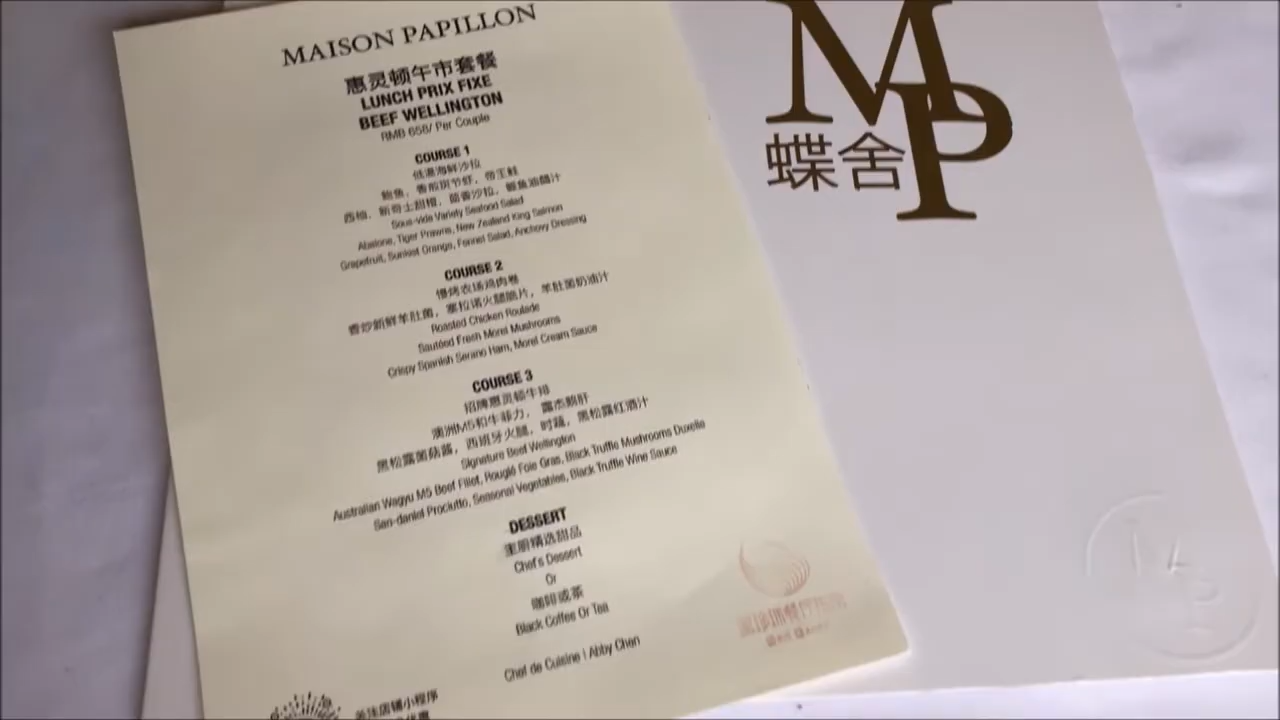 MAISON PAPILLON
惠灵顿午市套餐
LUNCH PRIX FIXE
BEEF WELLINGTON
RMB 658/ Per Couple
COURSE 1
低温海鲜沙拉
鲍鱼，香煎斑节虾，帝王鲑
西柚，新奇士甜橙，茴香沙拉，鳀鱼油醋汁
Sous-vide Variety Seafood Salad
Abalone, Tiger Prawns, New Zealand King Salmon
Grapefruit, Sunkist Orange, Fennel Salad, Anchovy Dressing
COURSE 2
慢烤农场鸡肉卷
香炒新鲜羊肚菌，塞拉诺火腿脆片，羊肚菌奶油汁
Roasted Chicken Roulade
Sautéed Fresh Morel Mushrooms
Crispy Spanish Serano Ham, Morel Cream Sauce
COURSE 3
招牌惠灵顿牛排
澳洲M5和牛菲力，露杰鹅肝
黑松露菌菇酱，西班牙火腿，时蔬，黑松露红酒汁
Signature Beef Wellington
Australian Wagyu M5 Beef Fillet, Rouglé Foie Gras, Black Truffle Mushrooms Duxelle
San-daniel Prociutto, Seasonal Vegetables, Black Truffle Wine Sauce
DESSERT
主厨精选甜品
Chef's Dessert
Or
咖啡或茶
Black Coffee Or Tea
Chef de Cuisine | Abby Chen
关注店铺小程序
MP
蝶舍